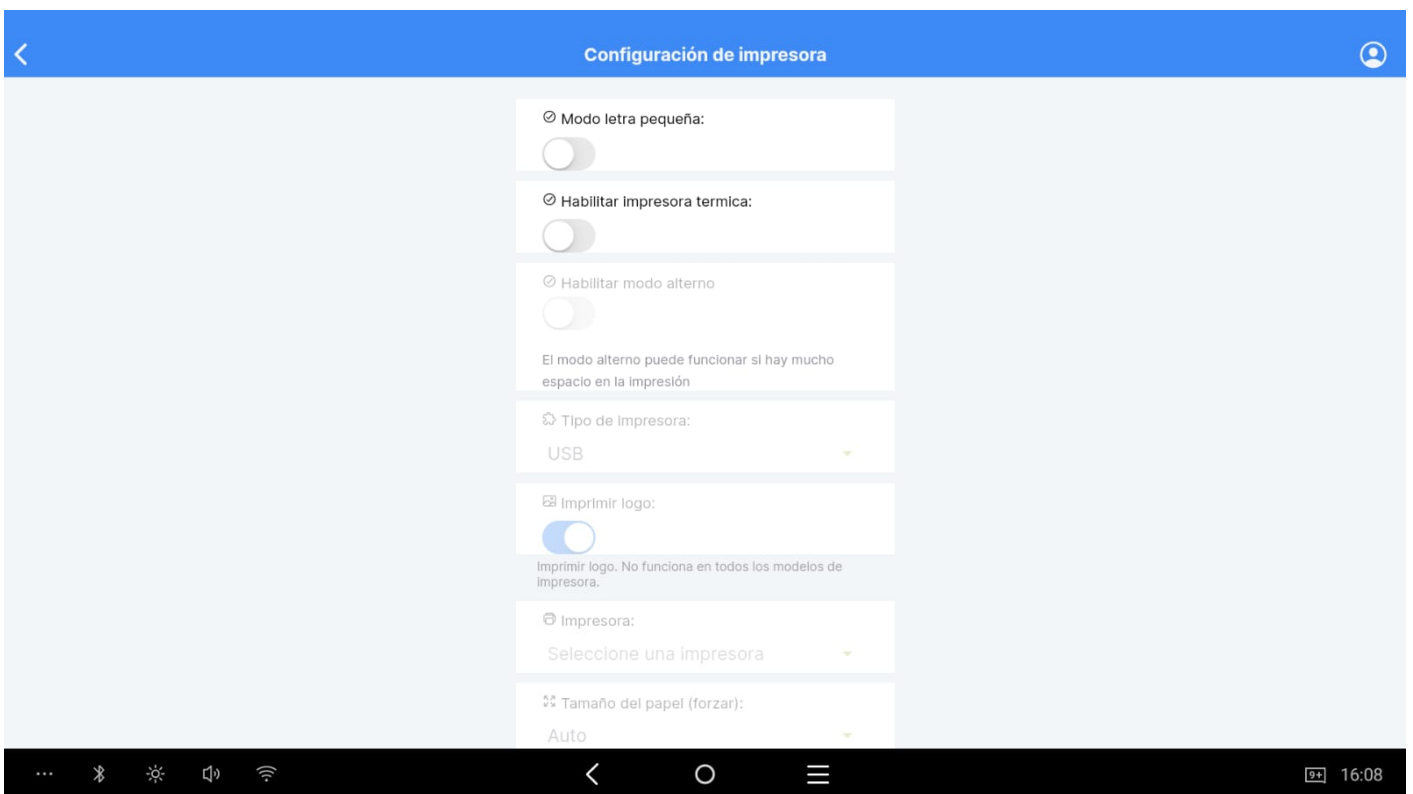 Configuración de impresora
Modo letra pequeña:
Habilitar impresora termica:
Habilitar modo alterno
El modo alterno puede funcionar si hay mucho
espacio en la impresión
Tipo de impresora:
USB
Imprimir logo:
Imprimir logo. No funciona en todos los modelos de
impresora.
Impresora:
Seleccione una impresora
Tamaño del papel (forzar):
Auto
9+ 16:08